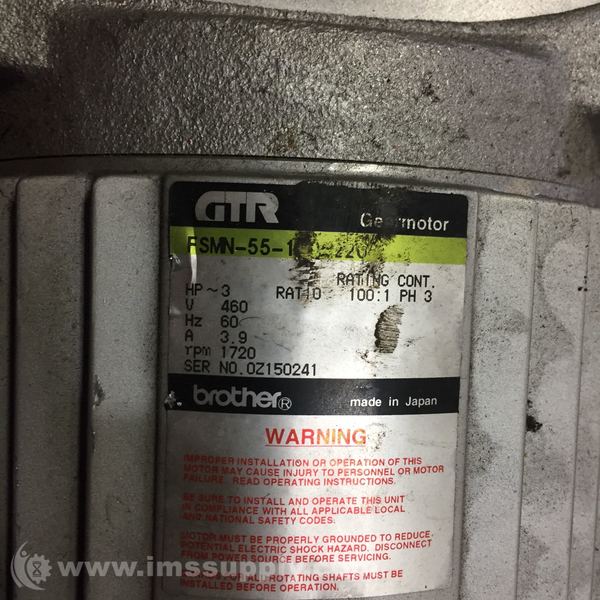 GTR
Gearmotor
HP~3 RATING CONT.
RATIO 100:1 PH 3
V 460
Hz 60
A 3.9
rpm 1720
SER NO.OZ150241
brother® made in Japan
WARNING
IMPROPER INSTALLATION OR OPERATION OF THIS
MOTOR MAY CAUSE INJURY TO PERSONNEL OR MOTOR
FAILURE. READ OPERATING INSTRUCTIONS.
BE SURE TO INSTALL AND OPERATE THIS UNIT
IN COMPLIANCE WITH ALL APPLICABLE LOCAL
AND NATIONAL SAFETY CODES.
MOTOR MUST BE PROPERLY GROUNDED TO REDUCE
POTENTIAL ELECTRIC SHOCK HAZARD. DISCONNECT
FROM POWER SOURCE BEFORE SERVICING.
ROTATING SHAFTS MUST BE
INSTALLED BEFORE OPERATION.